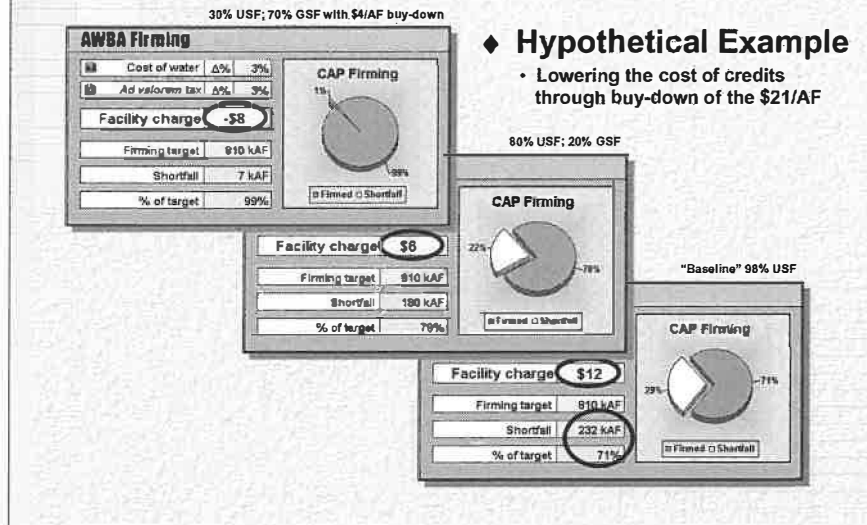 30% USF; 70% GSF with $4/AF buy-down
AWBA Firming
Cost of water Δ% 3%
Ad valorem tax Δ% 3%
Facility charge -$8
Firming target 810 kAF
Shortfall 7 kAF
% of target 99%
CAP Firming
1%
99%
Firmed Shortfall
♦ Hypothetical Example
• Lowering the cost of credits
through buy-down of the $21/AF
80% USF; 20% GSF
Facility charge $6
Firming target 810 kAF
Shortfall 180 kAF
% of target 78%
CAP Firming
22%
78%
Firmed Shortfall
"Baseline" 98% USF
Facility charge $12
Firming target 810 kAF
Shortfall 232 kAF
% of target 71%
CAP Firming
29%
71%
Firmed Shortfall